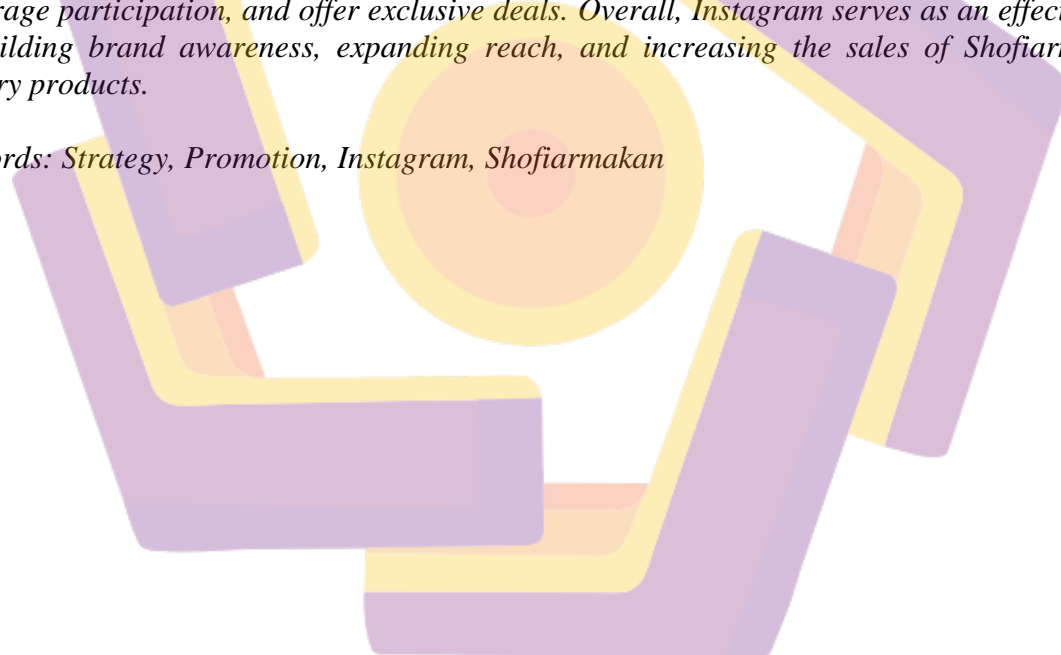 rage participation, and offer exclusive deals. Overall, Instagram serves as an effect
ilding brand awareness, expanding reach, and increasing the sales of Shofiarm
ry products.
ords: Strategy, Promotion, Instagram, Shofiarmakan